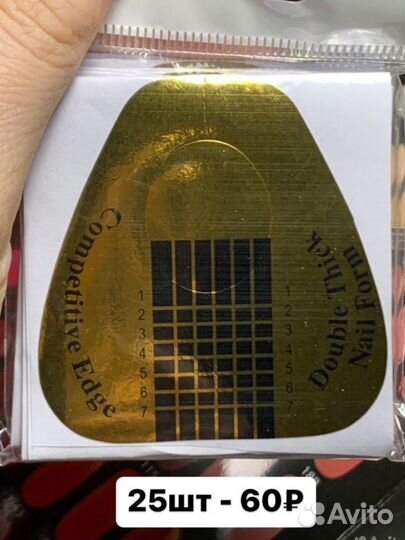 Competitive Edge
Double Thick
Nail Form
1 1
2 2
3 3
4 4
5 5
6 6
7 7
25шт - 60₽
Avito